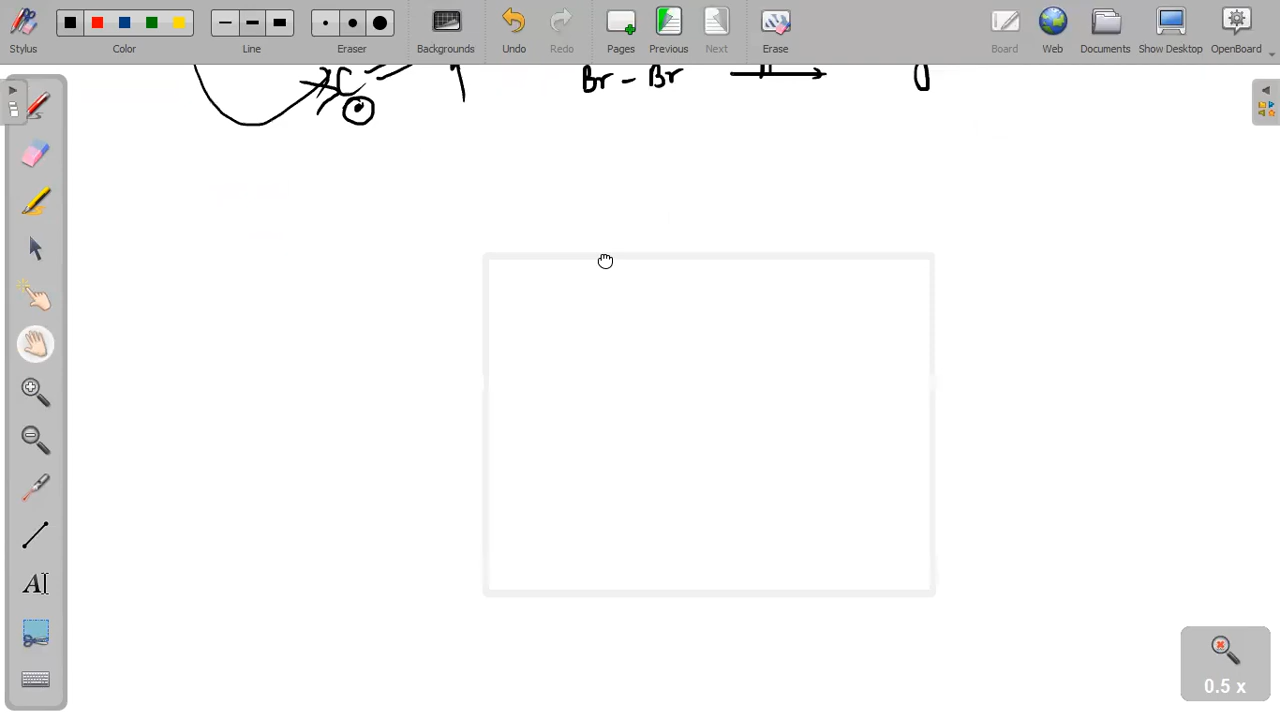 Stylus
Color
Line
Eraser
Backgrounds
Undo
Redo
Pages
Previous
Next
Erase
Board
Web
Documents
Show Desktop
OpenBoard
C
Br - Br
A
0.5 x